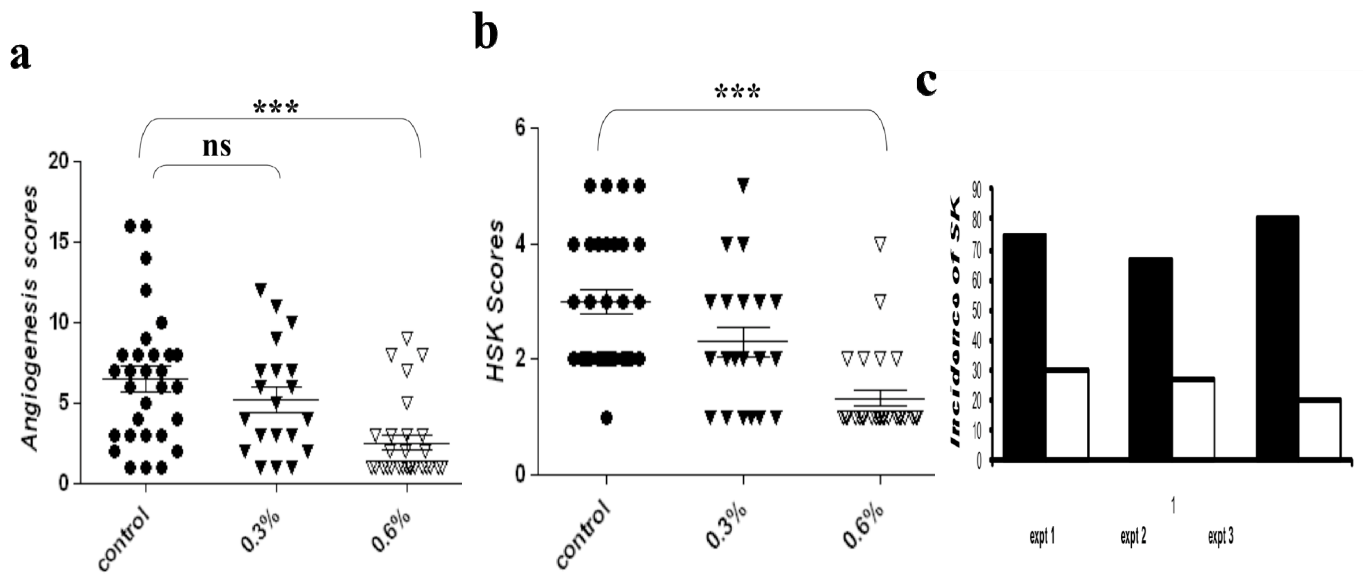 a
***
ns
Angiogenesis scores
20
15
10
5
0
control
0.3%
0.6%
b
***
HSK Scores
6
4
2
0
control
0.3%
0.6%
c
Incidence of SK
90
80
70
60
50
40
30
20
10
0
1
expt 1
expt 2
expt 3